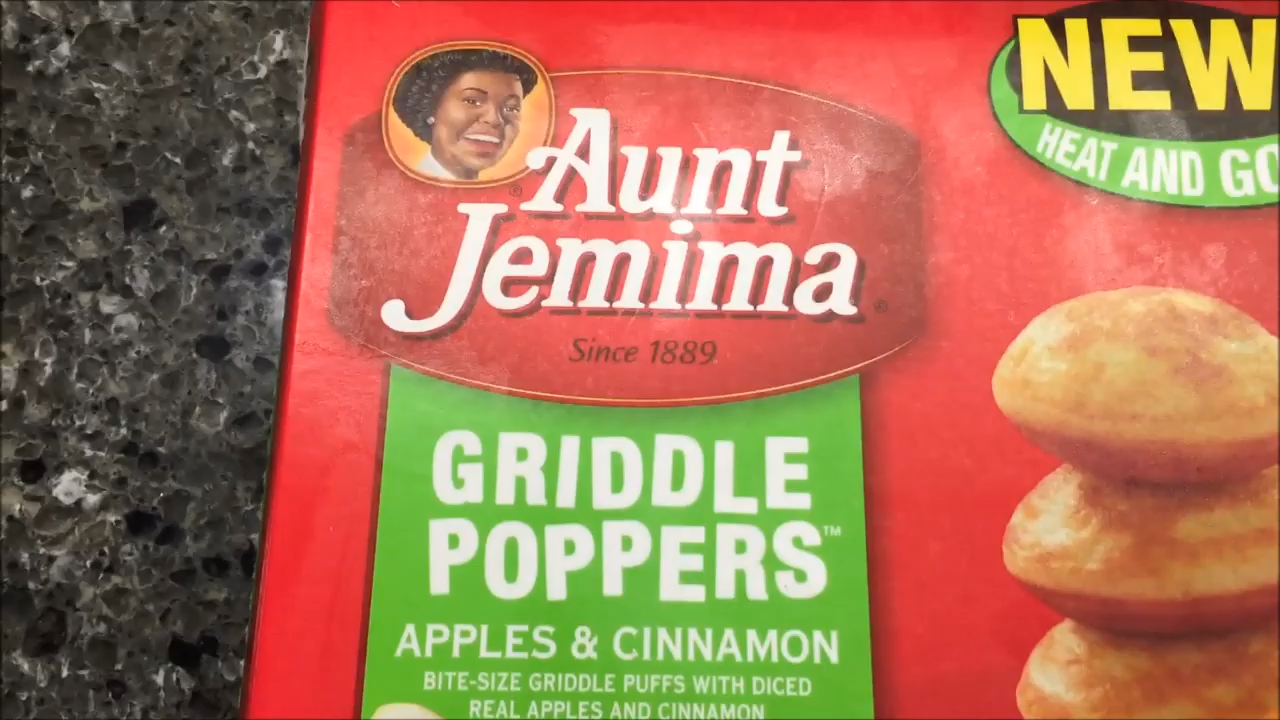 NEW
HEAT AND GO
Aunt
Jemima
Since 1889
GRIDDLE
POPPERS™
APPLES & CINNAMON
BITE-SIZE GRIDDLE PUFFS WITH DICED
REAL APPLES AND CINNAMON